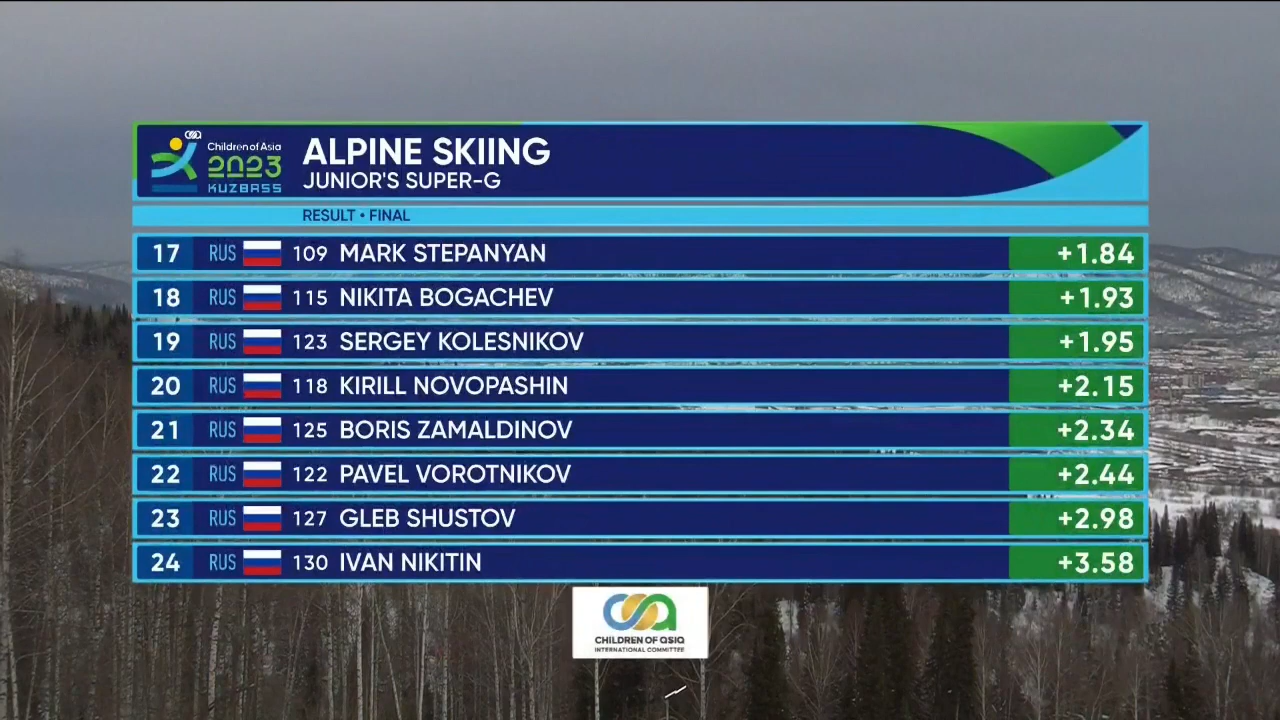 Children of Asia
2023
KUZBASS
ALPINE SKIING
JUNIOR'S SUPER-G
RESULT • FINAL
17 RUS 109 MARK STEPANYAN +1.84
18 RUS 115 NIKITA BOGACHEV +1.93
19 RUS 123 SERGEY KOLESNIKOV +1.95
20 RUS 118 KIRILL NOVOPASHIN +2.15
21 RUS 125 BORIS ZAMALDINOV +2.34
22 RUS 122 PAVEL VOROTNIKOV +2.44
23 RUS 127 GLEB SHUSTOV +2.98
24 RUS 130 IVAN NIKITIN +3.58
CHILDREN OF ASIA
INTERNATIONAL COMMITTEE